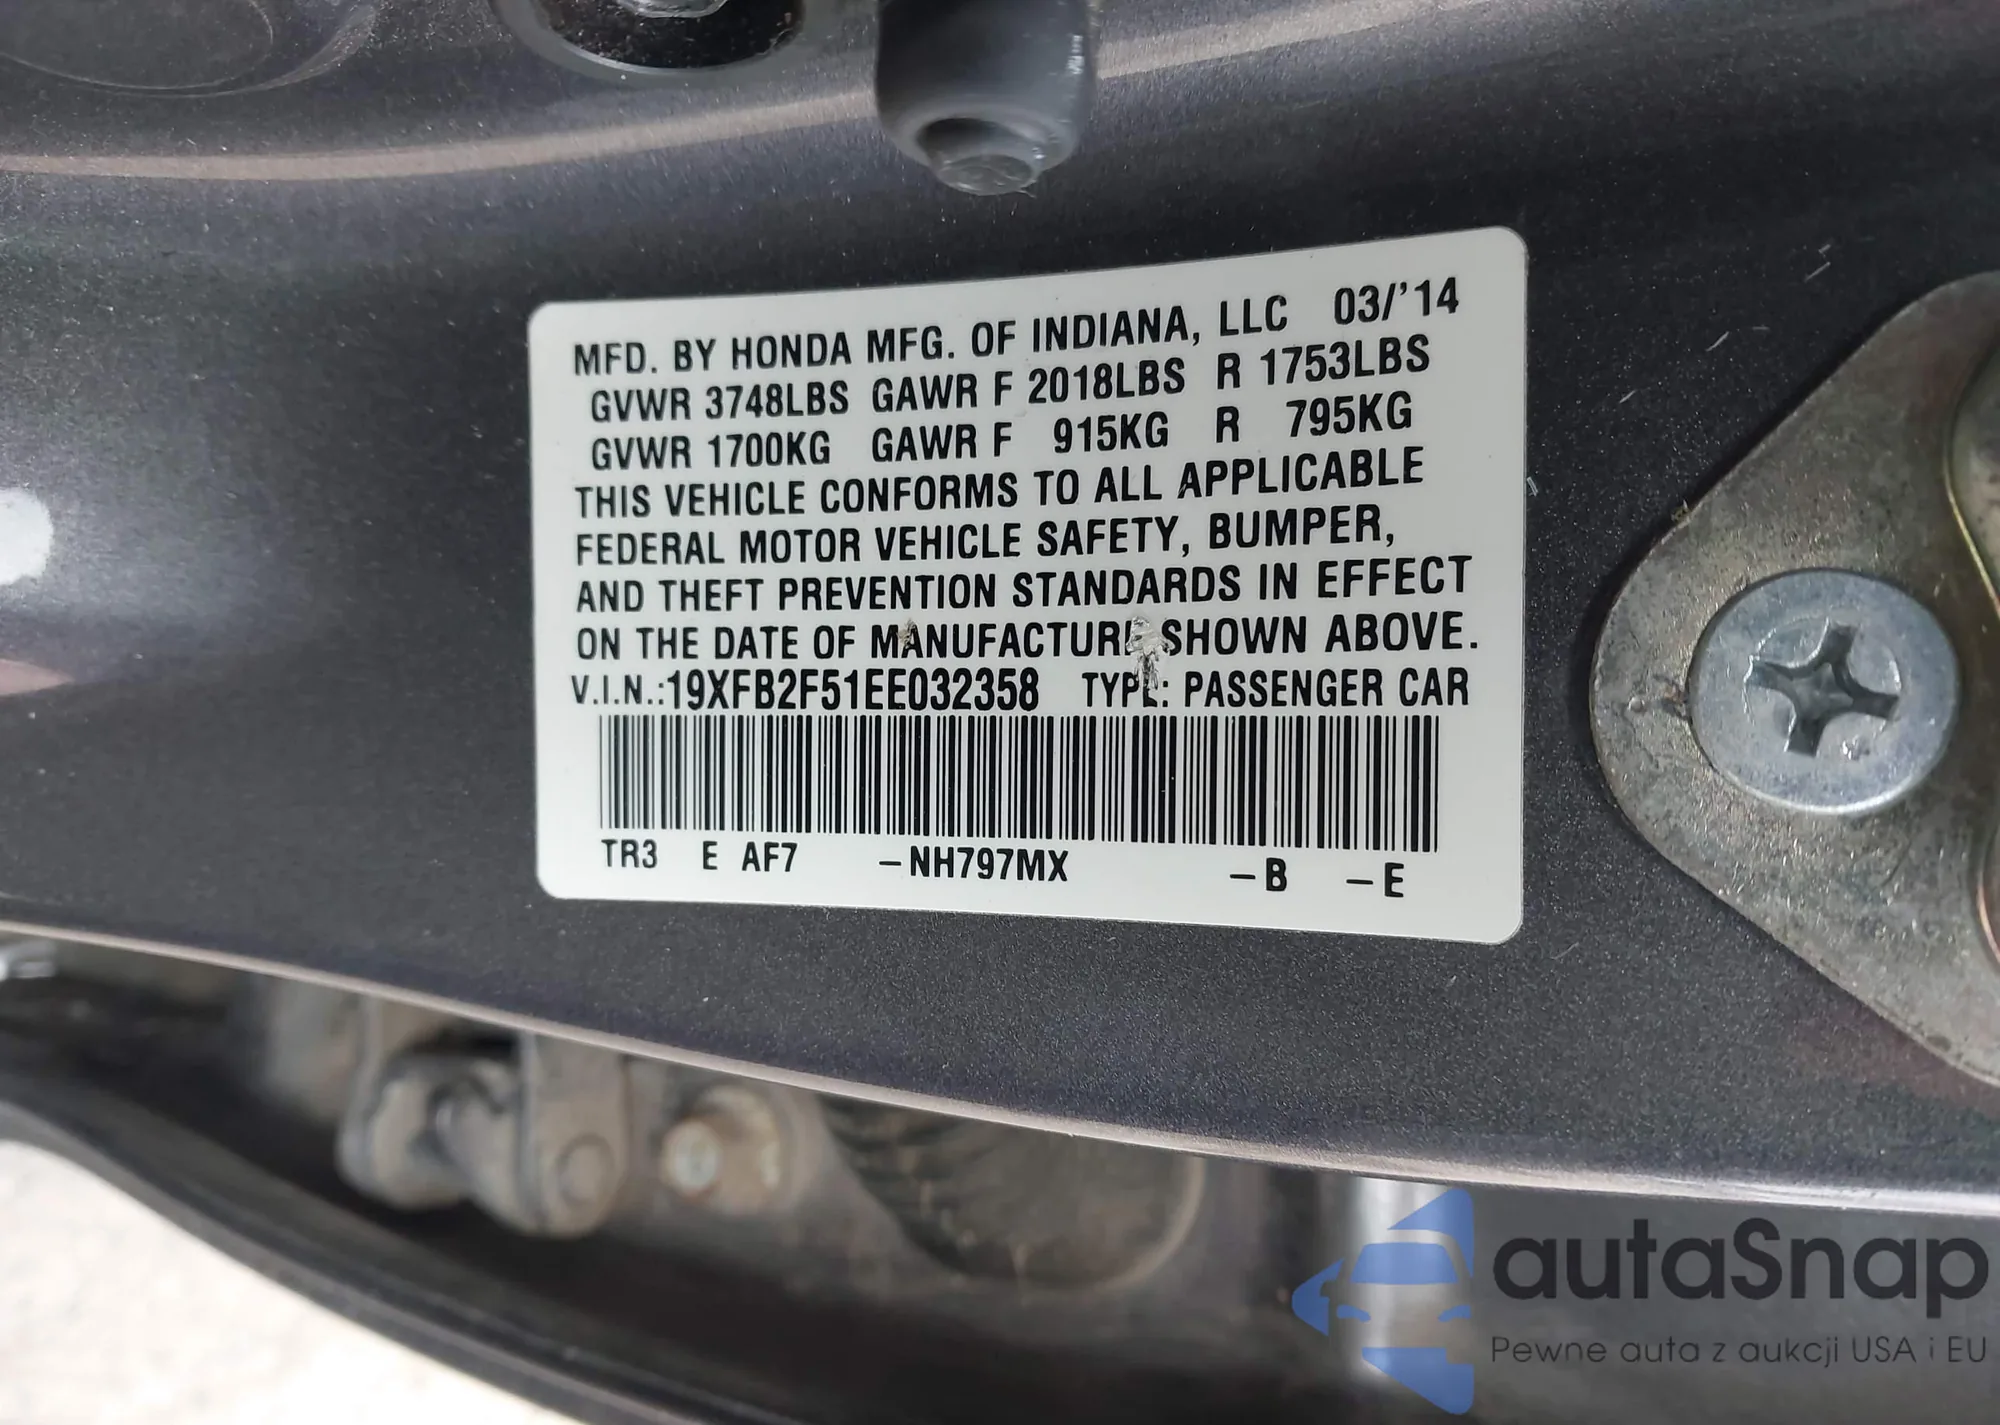 MFD. BY HONDA MFG. OF INDIANA, LLC 03/'14
GVWR 3748LBS GAWR F 2018LBS R 1753LBS
GVWR 1700KG GAWR F 915KG R 795KG
THIS VEHICLE CONFORMS TO ALL APPLICABLE
FEDERAL MOTOR VEHICLE SAFETY, BUMPER,
AND THEFT PREVENTION STANDARDS IN EFFECT
ON THE DATE OF MANUFACTURE SHOWN ABOVE.
V.I.N.:19XFB2F51EE032358 TYPE: PASSENGER CAR
TR3 E AF7 -NH797MX -B -E
autaSnap
Pewne auta z aukcji USA i EU